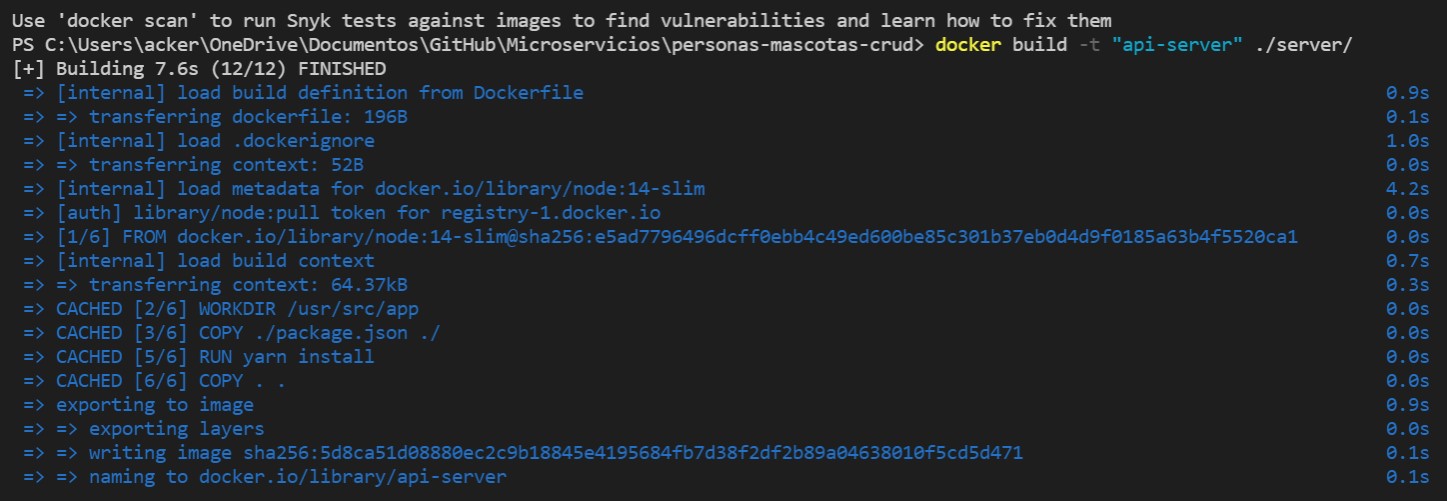 Use 'docker scan' to run Snyk tests against images to find vulnerabilities and learn how to fix them
PS C:\Users\acker\OneDrive\Documentos\GitHub\Microservicios\personas-mascotas-crud> docker build -t "api-server" ./server/
[+] Building 7.6s (12/12) FINISHED
=> [internal] load build definition from Dockerfile 0.9s
=> => transferring dockerfile: 196B 0.1s
=> [internal] load .dockerignore 1.0s
=> => transferring context: 52B 0.0s
=> [internal] load metadata for docker.io/library/node:14-slim 4.2s
=> [auth] library/node:pull token for registry-1.docker.io 0.0s
=> [1/6] FROM docker.io/library/node:14-slim@sha256:e5ad7796496dcff0ebb4c49ed600be85c301b37eb0d4d9f0185a63b4f5520ca1 0.0s
=> [internal] load build context 0.7s
=> => transferring context: 64.37kB 0.3s
=> CACHED [2/6] WORKDIR /usr/src/app 0.0s
=> CACHED [3/6] COPY ./package.json ./ 0.0s
=> CACHED [5/6] RUN yarn install 0.0s
=> CACHED [6/6] COPY . . 0.0s
=> exporting to image 0.9s
=> => exporting layers 0.0s
=> => writing image sha256:5d8ca51d08880ec2c9b18845e4195684fb7d38f2df2b89a04638010f5cd5d471 0.1s
=> => naming to docker.io/library/api-server 0.1s